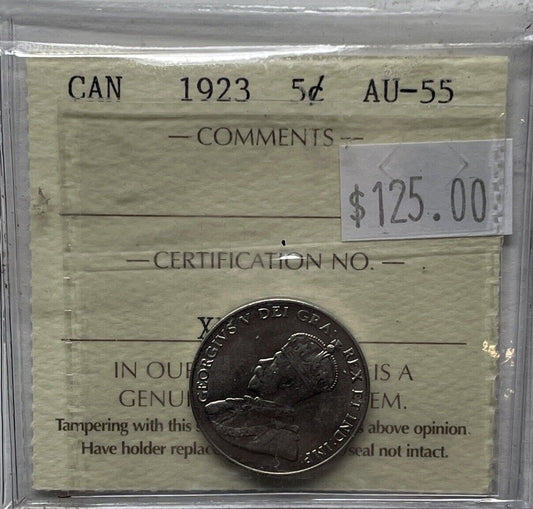 CAN 1923 5¢ AU-55
— COMMENTS —
$125.00
— CERTIFICATION NO. —
X
GEORGIVS V DEI GRA: REX ET IND: IMP:
IN OUR IS A
GENU EM.
Tampering with this s above opinion.
Have holder replac seal not intact.